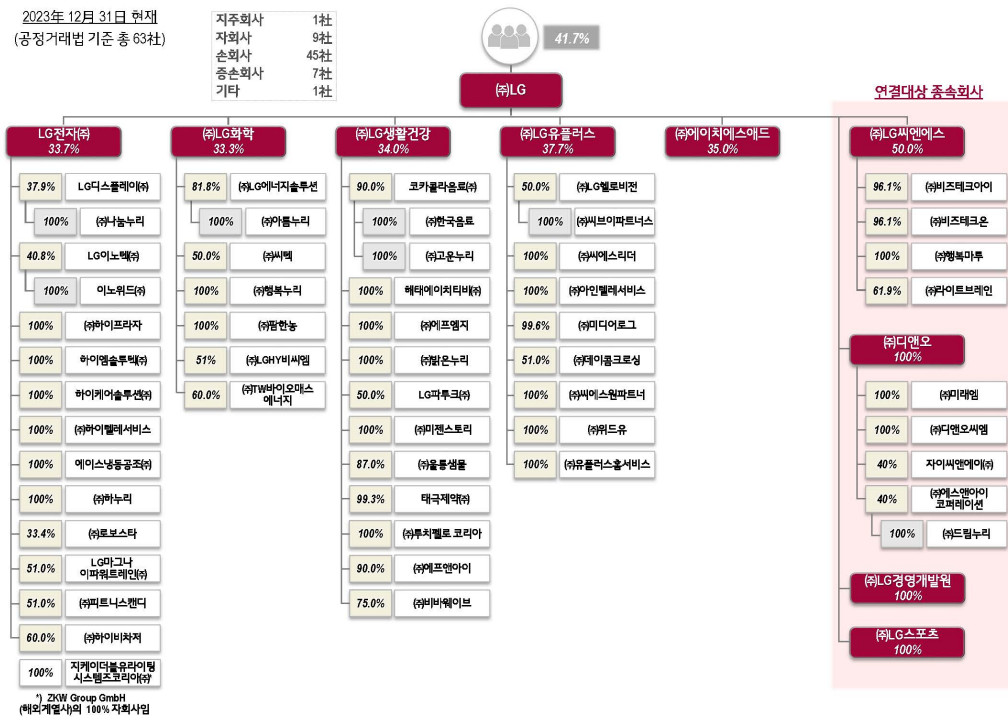 2023년 12월 31일 현재
(공정거래법 기준 총 63社)
지주회사 1社
자회사 9社
손회사 45社
증손회사 7社
기타 1社
41.7%
㈜LG
연결대상 종속회사
LG전자㈜
33.7%
37.9% LG디스플레이㈜
100% ㈜나눔누리
40.8% LG이노텍㈜
100% 이노위드㈜
100% ㈜하이프라자
100% 하이엠솔루텍㈜
100% 하이케어솔루션㈜
100% ㈜하이텔레서비스
100% 에이스냉동공조㈜
100% ㈜하누리
33.4% ㈜로보스타
51.0% LG마그나
이파워트레인㈜
51.0% ㈜피트니스캔디
60.0% ㈜하이비차저
100% 지케이더블유라이팅
시스템즈코리아㈜*
*) ZKW Group GmbH
(해외계열사)의 100% 자회사임
㈜LG화학
33.3%
81.8% ㈜LG에너지솔루션
100% ㈜아름누리
50.0% ㈜씨텍
100% ㈜행복누리
100% ㈜팜한농
51% ㈜LGHY비씨엠
60.0% ㈜TW바이오매스
에너지
㈜LG생활건강
34.0%
90.0% 코카콜라음료㈜
100% ㈜한국음료
100% ㈜고운누리
100% 해태에이치티비㈜
100% ㈜에프엠지
100% ㈜밝은누리
50.0% LG파루크㈜
100% ㈜미젠스토리
87.0% ㈜울릉샘물
99.3% 태극제약㈜
100% ㈜루치펠로 코리아
90.0% ㈜에프앤아이
75.0% ㈜비바웨이브
㈜LG유플러스
37.7%
50.0% ㈜LG헬로비전
100% ㈜씨브이파트너스
100% ㈜씨에스리더
100% ㈜아인텔레서비스
99.6% ㈜미디어로그
51.0% ㈜데이콤크로싱
100% ㈜씨에스원파트너
100% ㈜위드유
100% ㈜유플러스홈서비스
㈜에이치에스애드
35.0%
㈜LG씨엔에스
50.0%
96.1% ㈜비즈테크아이
96.1% ㈜비즈테크온
100% ㈜행복마루
61.9% ㈜라이트브레인
㈜디앤오
100%
100% ㈜미래엠
100% ㈜디앤오씨엠
40% 자이씨앤에이㈜
40% ㈜에스앤아이
코퍼레이션
100% ㈜드림누리
㈜LG경영개발원
100%
㈜LG스포츠
100%